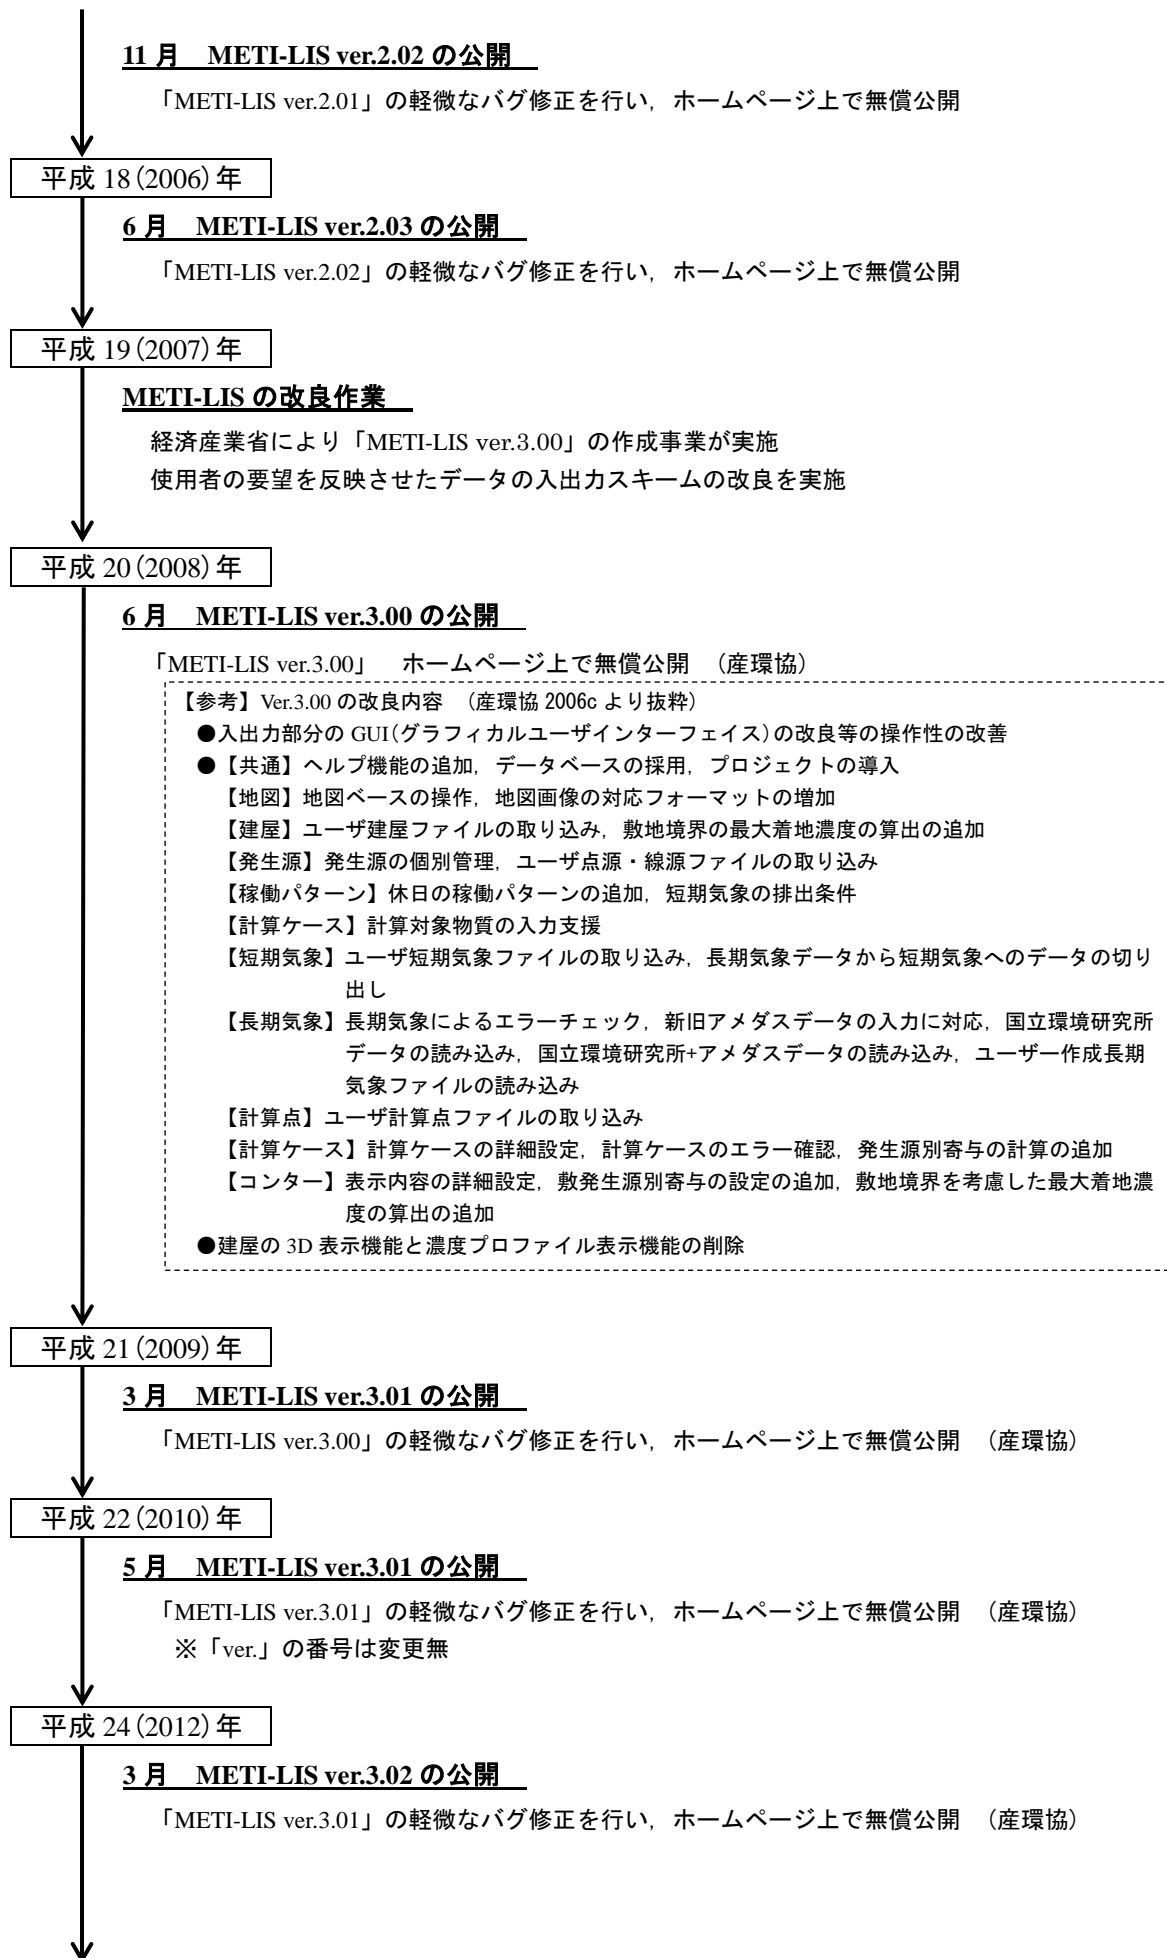 11 月　METI-LIS ver.2.02 の公開
「METI-LIS ver.2.01」の軽微なバグ修正を行い，ホームページ上で無償公開
平成 18(2006)年
6 月　METI-LIS ver.2.03 の公開
「METI-LIS ver.2.02」の軽微なバグ修正を行い，ホームページ上で無償公開
平成 19(2007)年
METI-LIS の改良作業
経済産業省により「METI-LIS ver.3.00」の作成事業が実施
使用者の要望を反映させたデータの入出力スキームの改良を実施
平成 20(2008)年
6 月　METI-LIS ver.3.00 の公開
「METI-LIS ver.3.00」　ホームページ上で無償公開　（産環協）
【参考】Ver.3.00 の改良内容　（産環協 2006c より抜粋）
●入出力部分の GUI(グラフィカルユーザインターフェイス)の改良等の操作性の改善
●【共通】ヘルプ機能の追加，データベースの採用，プロジェクトの導入
【地図】地図ベースの操作，地図画像の対応フォーマットの増加
【建屋】ユーザ建屋ファイルの取り込み，敷地境界の最大着地濃度の算出の追加
【発生源】発生源の個別管理，ユーザ点源・線源ファイルの取り込み
【稼働パターン】休日の稼働パターンの追加，短期気象の排出条件
【計算ケース】計算対象物質の入力支援
【短期気象】ユーザ短期気象ファイルの取り込み，長期気象データから短期気象へのデータの切り
出し
【長期気象】長期気象によるエラーチェック，新旧アメダスデータの入力に対応，国立環境研究所
データの読み込み，国立環境研究所+アメダスデータの読み込み，ユーザー作成長期
気象ファイルの読み込み
【計算点】ユーザ計算点ファイルの取り込み
【計算ケース】計算ケースの詳細設定，計算ケースのエラー確認，発生源別寄与の計算の追加
【コンター】表示内容の詳細設定，敷発生源別寄与の設定の追加，敷地境界を考慮した最大着地濃
度の算出の追加
●建屋の 3D 表示機能と濃度プロファイル表示機能の削除
平成 21(2009)年
3 月　METI-LIS ver.3.01 の公開
「METI-LIS ver.3.00」の軽微なバグ修正を行い，ホームページ上で無償公開　（産環協）
平成 22(2010)年
5 月　METI-LIS ver.3.01 の公開
「METI-LIS ver.3.01」の軽微なバグ修正を行い，ホームページ上で無償公開　（産環協）
※「ver.」の番号は変更無
平成 24(2012)年
3 月　METI-LIS ver.3.02 の公開
「METI-LIS ver.3.01」の軽微なバグ修正を行い，ホームページ上で無償公開　（産環協）